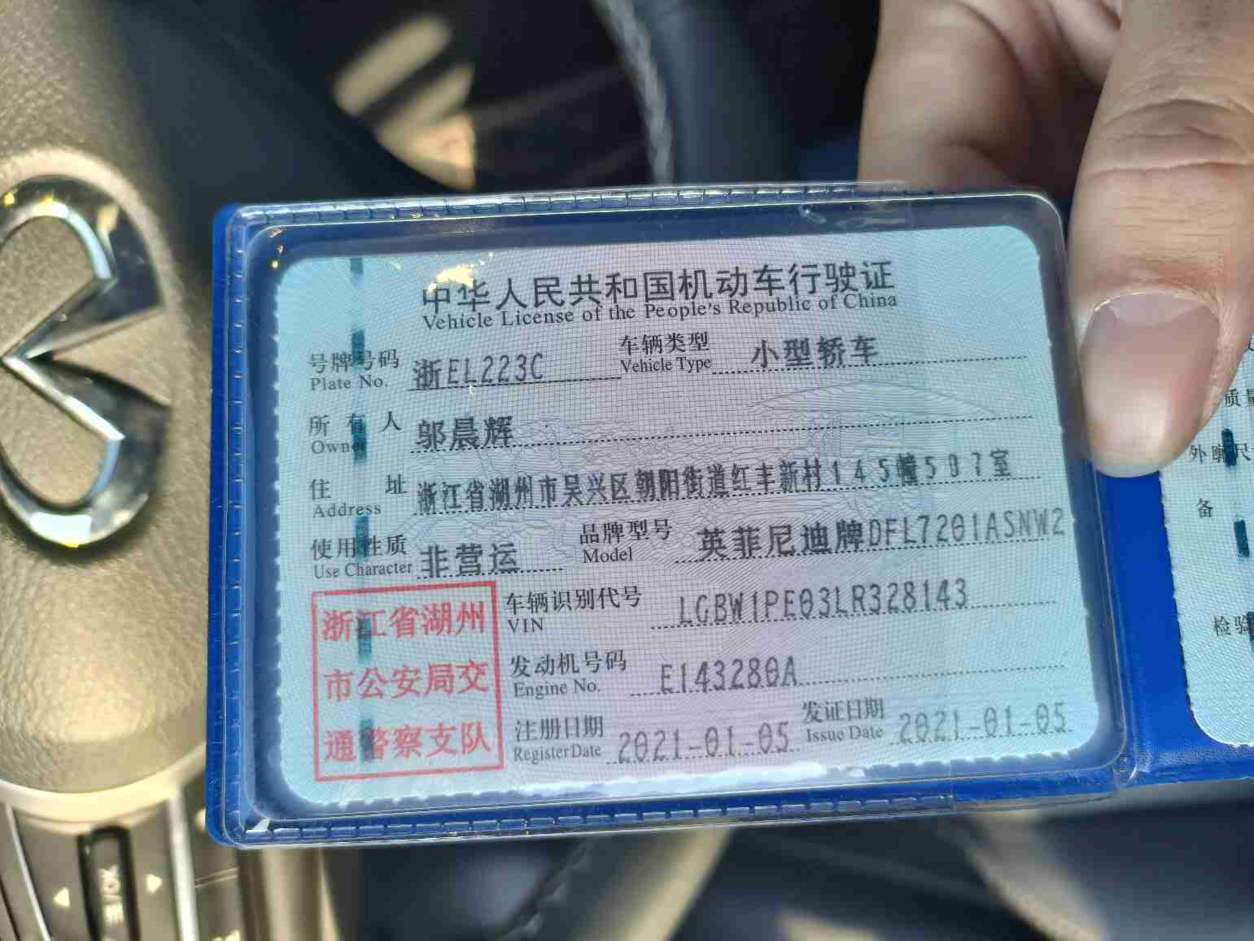 中华人民共和国机动车行驶证
Vehicle License of the People's Republic of China
号牌号码 浙EL223C 车辆类型 小型轿车
Plate No. Vehicle Type
所有人 邬晨辉
Owner
住址 浙江省湖州市吴兴区朝阳街道红丰新村145幢507室
Address
使用性质 非营运 品牌型号 英菲尼迪牌DFL7201ASNW2
Use Character Model
浙江省湖州
市公安局交
通警察支队
车辆识别代号 LGBW1PE03LR328143
VIN
发动机号码 E143280A
Engine No.
注册日期 2021-01-05 发证日期 2021-01-05
Register Date Issue Date
质量
外廓尺
备
检验